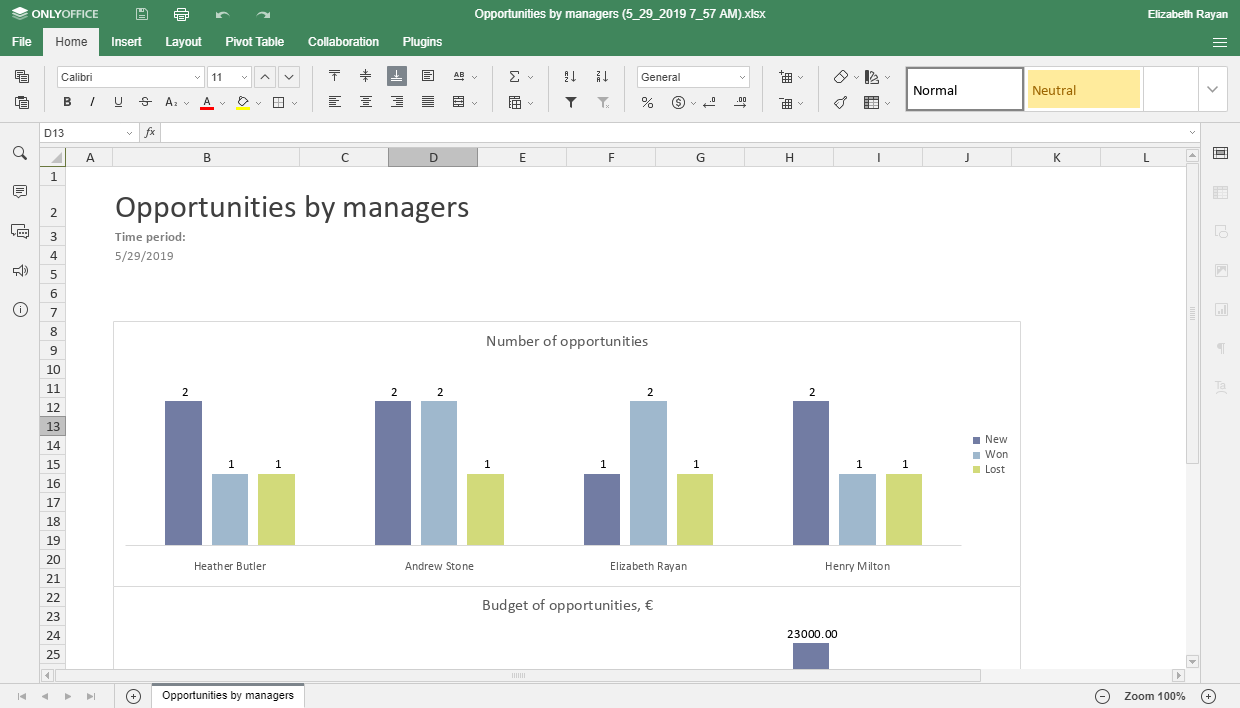 ONLYOFFICE
Opportunities by managers (5_29_2019 7_57 AM).xlsx
Elizabeth Rayan
File Home Insert Layout Pivot Table Collaboration Plugins
Calibri 11 General
B I U S A₂ A % $ .0 .00
Normal Neutral
D13 fx
A B C D E F G H I J K L
1
2
3
4
5
6
7
8
9
10
11
12
13
14
15
16
17
18
19
20
21
22
23
24
25
Opportunities by managers
Time period:
5/29/2019
Number of opportunities
2 2 2 2 2
1 1 1 1 1 1 1
New
Won
Lost
Heather Butler Andrew Stone Elizabeth Rayan Henry Milton
Budget of opportunities, €
23000.00
Opportunities by managers
Zoom 100%